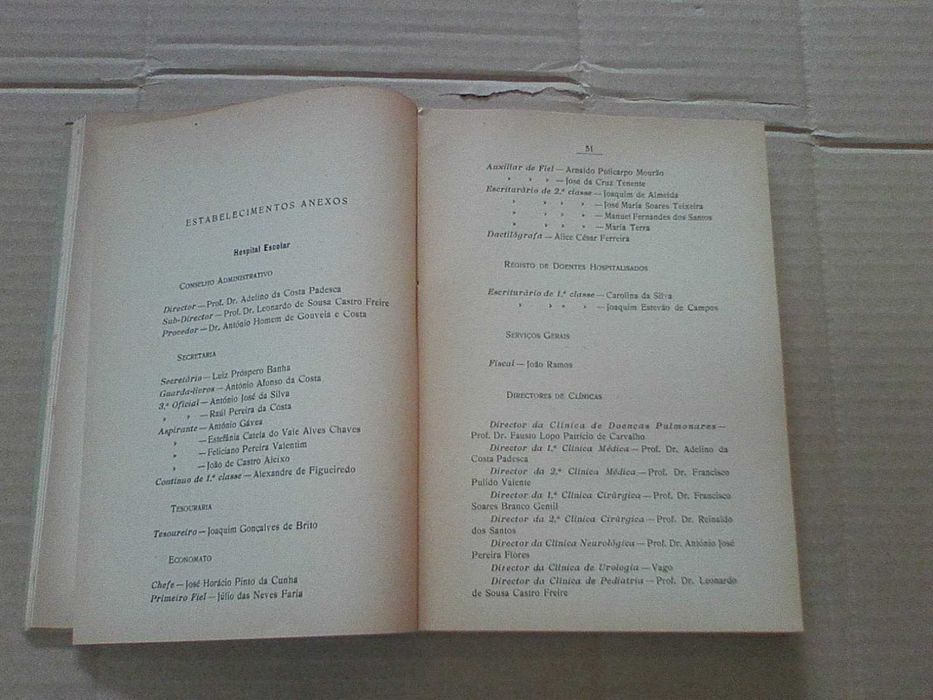 ESTABELECIMENTOS ANEXOS
Hospital Escolar
CONSELHO ADMINISTRATIVO
Director — Prof. Dr. Adelino da Costa Padesca
Sub-Director — Prof. Dr. Leonardo de Sousa Castro Freire
Provedor — Dr. António Homem de Gouveia e Costa
SECRETARIA
Secretário — Luiz Próspero Banha
Guarda-livros — António Afonso da Costa
3.º Oficial — António José da Silva
» » — Raúl Pereira da Costa
Aspirante — António Gávea
» — Estefânia Catela do Vale Alves Chaves
» — Feliciano Pereira Valentim
» — João de Castro Aleixo
Contínuo de 1.ª classe — Alexandre de Figueiredo
TESOURARIA
Tesoureiro — Joaquim Gonçalves de Brito
ECONOMATO
Chefe — José Horácio Pinto da Cunha
Primeiro Fiel — Júlio das Neves Faria
51
Auxiliar de Fiel — Arnaldo Policarpo Mourão
» » » — José da Cruz Tenente
Escriturário de 2.ª classe — Joaquim de Almeida
» » » » — José Maria Soares Teixeira
» » » » — Manuel Fernandes dos Santos
» » » » — Maria Terra
Dactilógrafa — Alice César Ferreira
REGISTO DE DOENTES HOSPITALISADOS
Escriturário de 1.ª classe — Carolina da Silva
» » » » — Joaquim Estevão de Campos
SERVIÇOS GERAIS
Fiscal — João Ramos
DIRECTORES DE CLÍNICAS
Director da Clínica de Doenças Pulmonares —
Prof. Dr. Fausto Lopo Patrício de Carvalho
Director da 1.ª Clínica Médica — Prof. Dr. Adelino da
Costa Padesca
Director da 2.ª Clínica Médica — Prof. Dr. Francisco
Pulido Valente
Director da 1.ª Clínica Cirúrgica — Prof. Dr. Francisco
Soares Branco Gentil
Director da 2.ª Clínica Cirúrgica — Prof. Dr. Reinaldo
dos Santos
Director da Clínica Neurológica — Prof. Dr. António José
Pereira Flores
Director da Clínica de Urologia — Vago
Director da Clínica de Pediatria — Prof. Dr. Leonardo
de Sousa Castro Freire